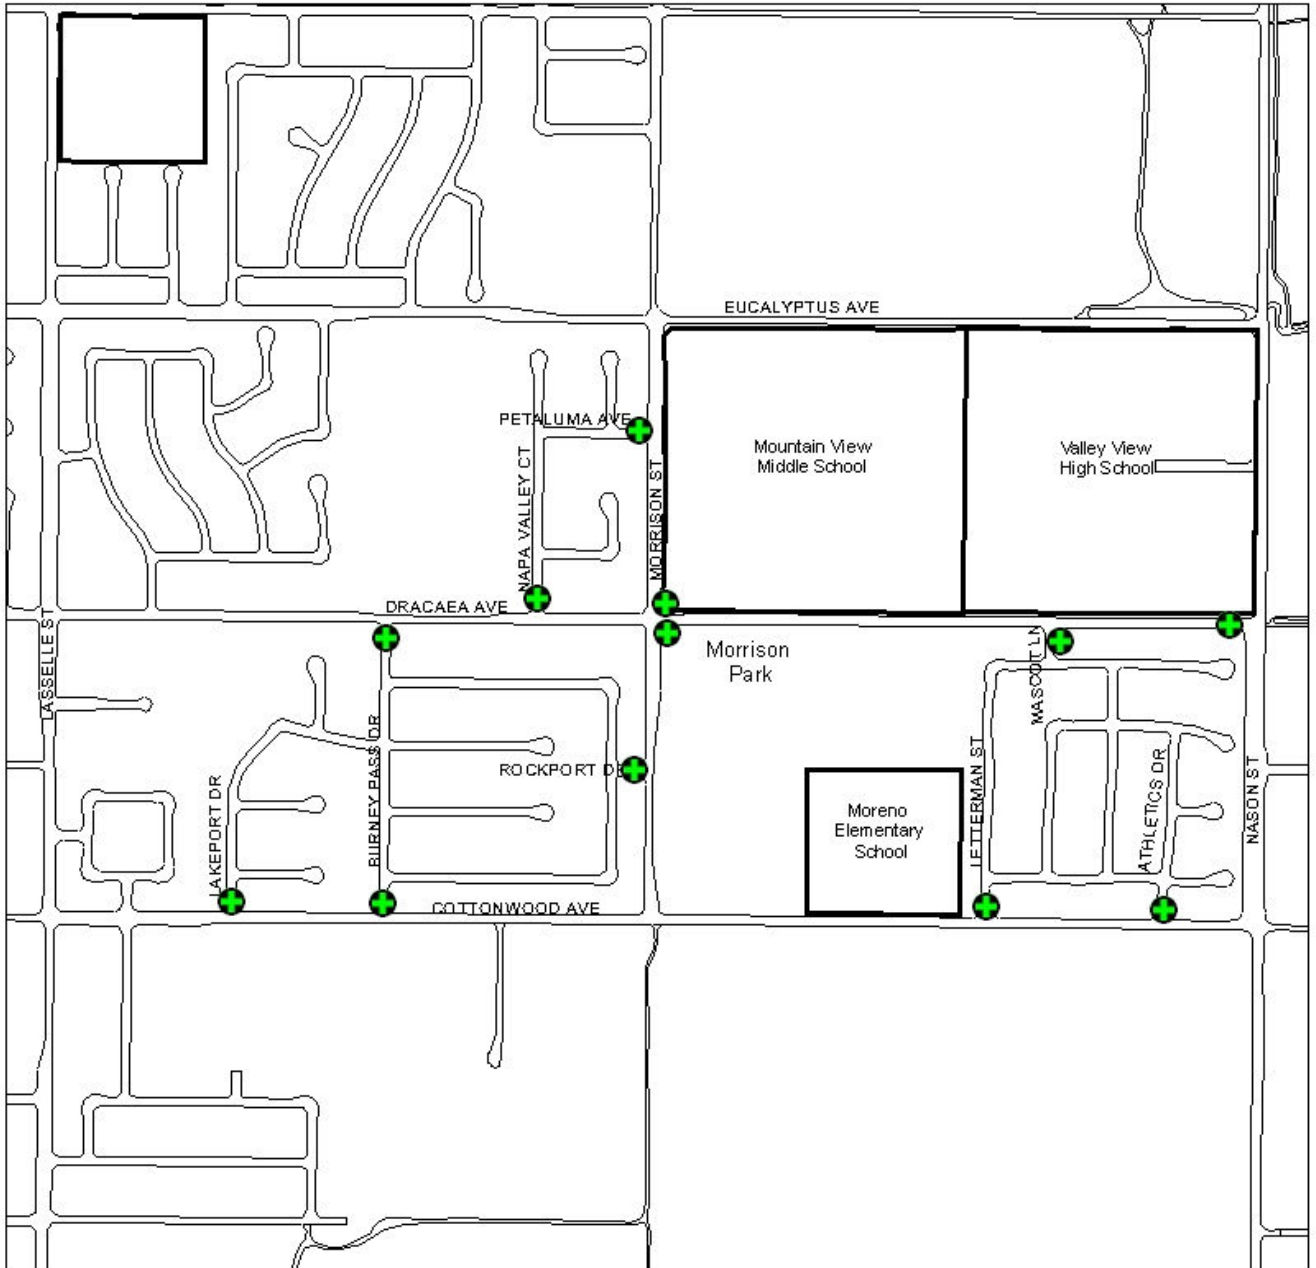 EUCALYPTUS AVE
PETALUMA AVE
Mountain View
Middle School
Valley View
High School
NAPA VALLEY CT
MORRISON ST
DRACAEA AVE
LASSELLE ST
Morrison
Park
MASCOT LN
BURNEY PASS DR
ROCKPORT DR
LETTERMAN ST
ATHLETICS DR
NASON ST
LAKEPORT DR
Moreno
Elementary
School
COTTONWOOD AVE